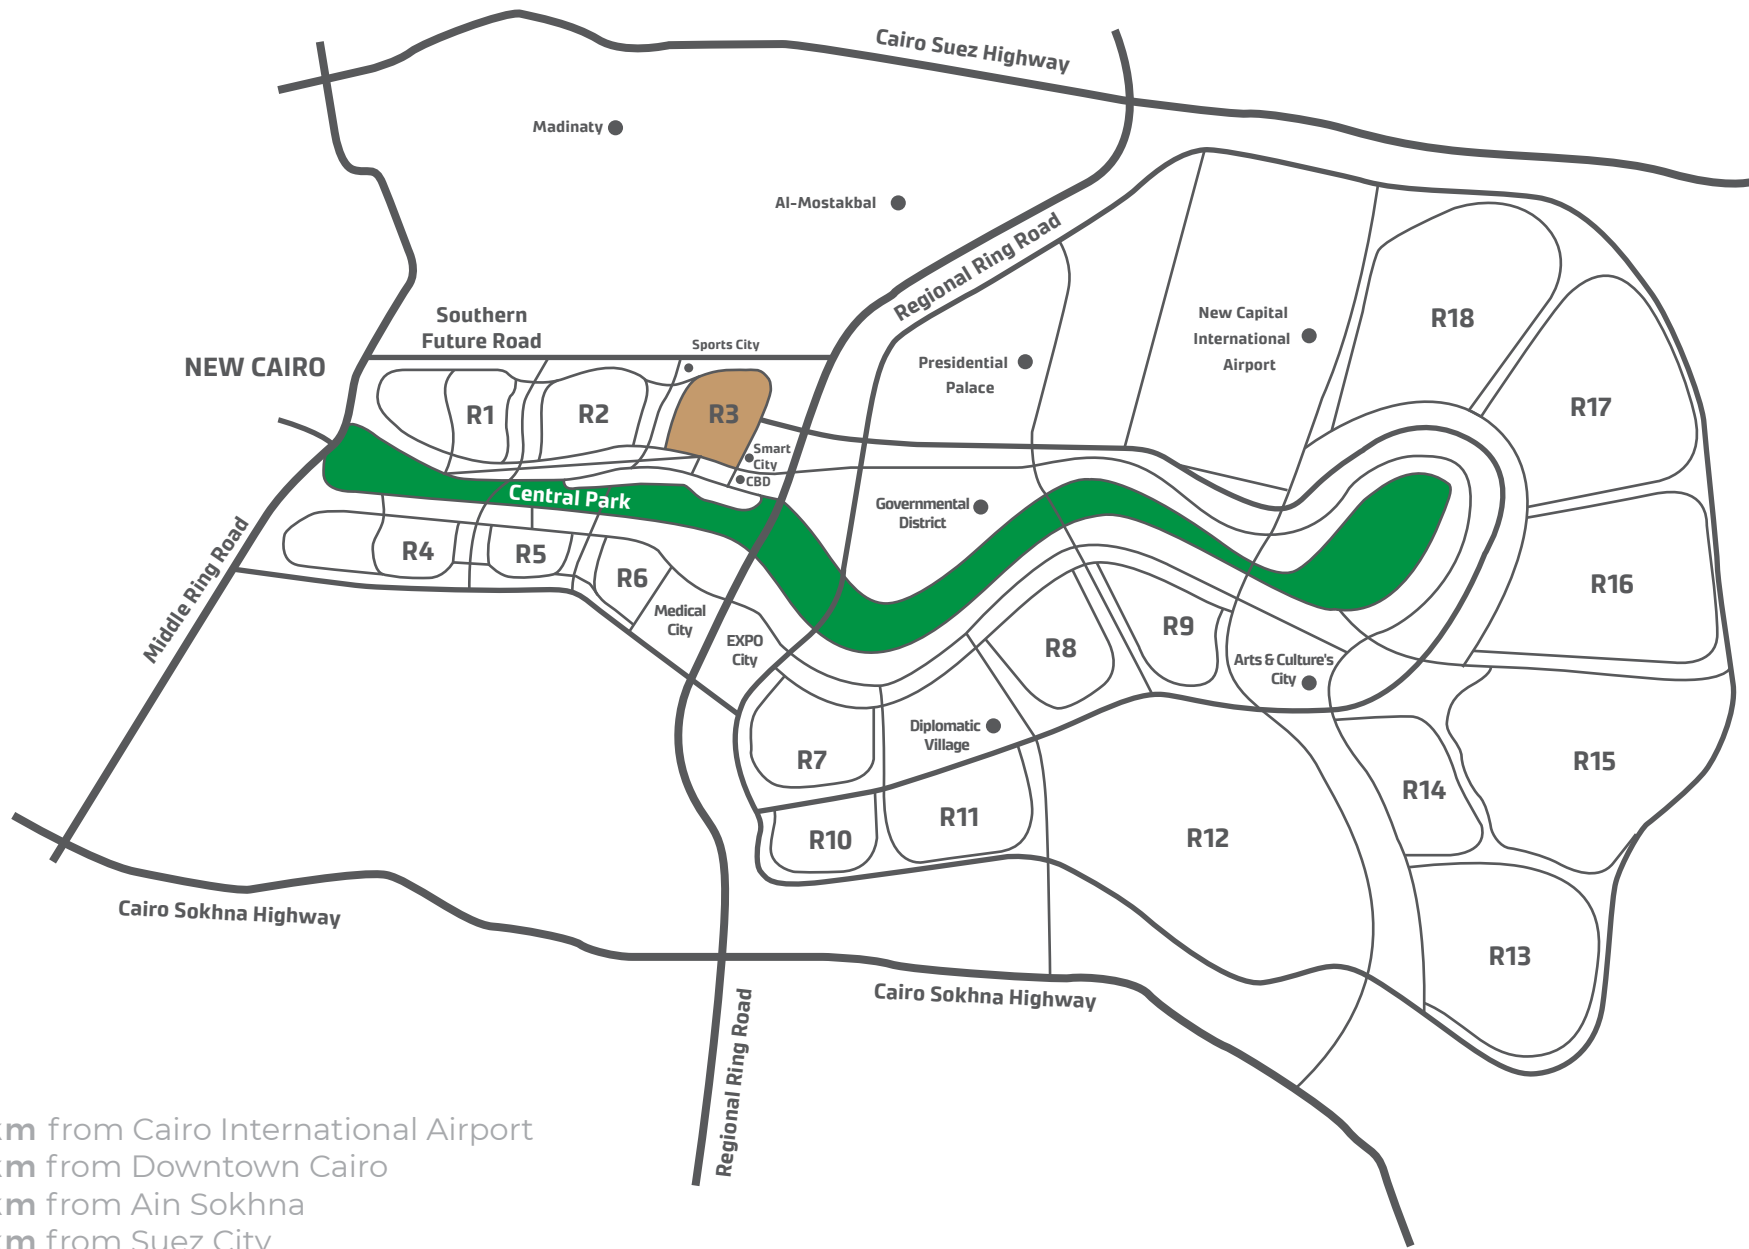 Cairo Suez Highway
Madinaty
Al-Mostakbal
Regional Ring Road
Southern
Future Road
Sports City
NEW CAIRO
New Capital
International
Airport
R18
Presidential
Palace
R17
R1
R2
R3
Smart
City
CBD
Central Park
Governmental
District
R4
R5
R6
Middle Ring Road
Medical
City
EXPO
City
R16
R9
R8
Arts & Culture's
City
Diplomatic
Village
R7
R15
R14
R11
R10
R12
Cairo Sokhna Highway
R13
Cairo Sokhna Highway
Regional Ring Road
from Cairo International Airport
from Downtown Cairo
from Ain Sokhna
from Suez City